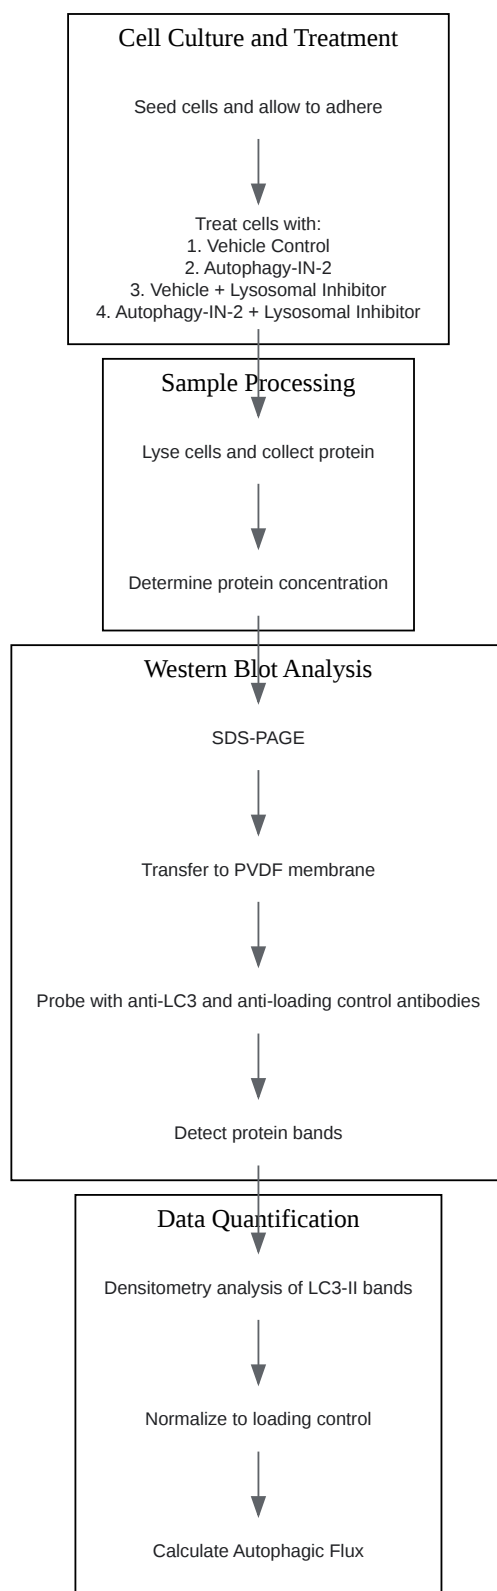 Cell Culture and Treatment
Seed cells and allow to adhere
Treat cells with:
1. Vehicle Control
2. Autophagy-IN-2
3. Vehicle + Lysosomal Inhibitor
4. Autophagy-IN-2 + Lysosomal Inhibitor
Sample Processing
Lyse cells and collect protein
Determine protein concentration
Western Blot Analysis
SDS-PAGE
Transfer to PVDF membrane
Probe with anti-LC3 and anti-loading control antibodies
Detect protein bands
Data Quantification
Densitometry analysis of LC3-II bands
Normalize to loading control
Calculate Autophagic Flux